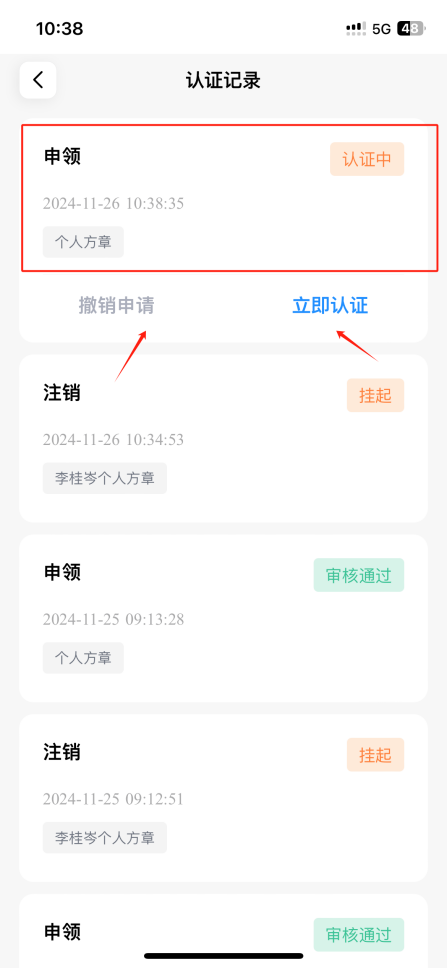 10:38
5G
48
认证记录
申领
认证中
2024-11-26 10:38:35
个人方章
撤销申请
立即认证
注销
挂起
2024-11-26 10:34:53
李桂岑个人方章
申领
审核通过
2024-11-25 09:13:28
个人方章
注销
挂起
2024-11-25 09:12:51
李桂岑个人方章
申领
审核通过